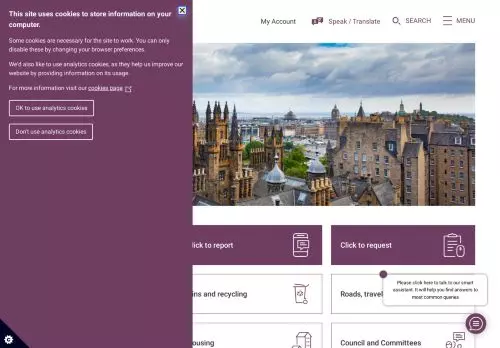 This site uses cookies to store information on your
computer.
Some cookies are necessary for the site to work. You can only
disable these by changing your browser preferences.
We'd also like to use analytics cookies, as they help us improve our
website by providing information on its usage.
For more information visit our cookies page
OK to use analytics cookies
Don't use analytics cookies
My Account
Speak / Translate
SEARCH
MENU
lick to report
Click to request
ins and recycling
Roads, travel
Please click here to talk to our smart
assistant. It will help you find answers to
most common queries
ousing
Council and Committees